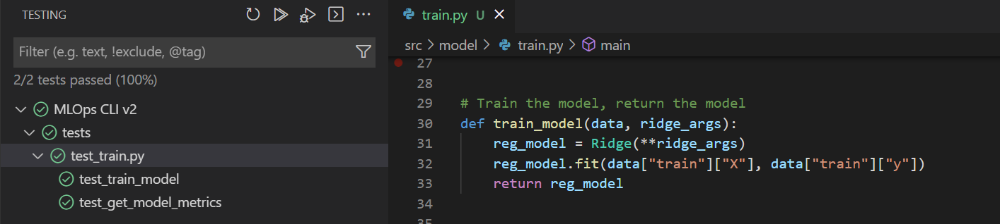 TESTING
Filter (e.g. text, !exclude, @tag)
2/2 tests passed (100%)
MLOps CLI v2
tests
test_train.py
test_train_model
test_get_model_metrics
train.py U
src > model > train.py > main
27
28
29 # Train the model, return the model
30 def train_model(data, ridge_args):
31 reg_model = Ridge(**ridge_args)
32 reg_model.fit(data["train"]["X"], data["train"]["y"])
33 return reg_model
34
35